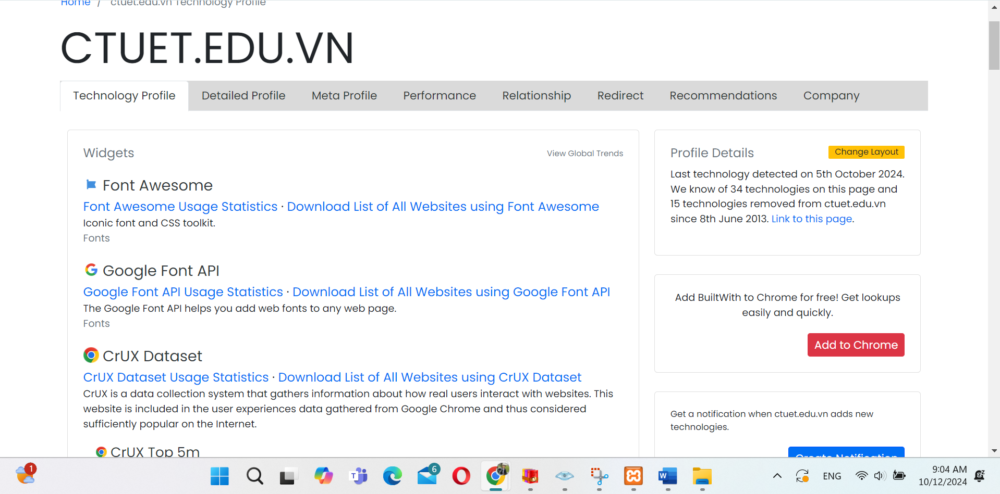 Home / ctuet.edu.vn Technology Profile
CTUET.EDU.VN
Technology Profile Detailed Profile Meta Profile Performance Relationship Redirect Recommendations Company
Widgets
View Global Trends
Font Awesome
Font Awesome Usage Statistics · Download List of All Websites using Font Awesome
Iconic font and CSS toolkit.
Fonts
Google Font API
Google Font API Usage Statistics · Download List of All Websites using Google Font API
The Google Font API helps you add web fonts to any web page.
Fonts
CrUX Dataset
CrUX Dataset Usage Statistics · Download List of All Websites using CrUX Dataset
CrUX is a data collection system that gathers information about how real users interact with websites. This
website is included in the user experiences data gathered from Google Chrome and thus considered
sufficiently popular on the Internet.
CrUX Top 5m
Profile Details
Change Layout
Last technology detected on 5th October 2024.
We know of 34 technologies on this page and
15 technologies removed from ctuet.edu.vn
since 8th June 2013. Link to this page.
Add BuiltWith to Chrome for free! Get lookups
easily and quickly.
Add to Chrome
Get a notification when ctuet.edu.vn adds new
technologies.
Create Notification
1
T
6
W
ENG
9:04 AM
10/12/2024